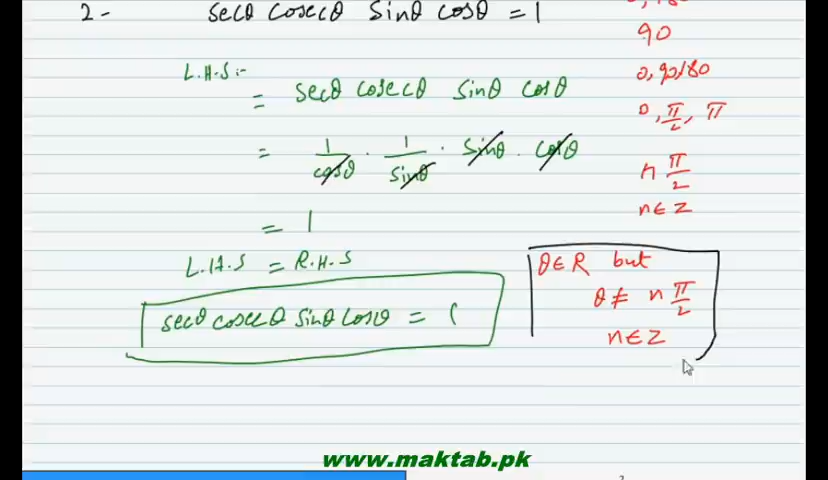 2- secθ cosecθ sinθ cosθ = 1
L.H.S :-
= secθ cosecθ sinθ cosθ
= 1/cosθ · 1/sinθ · sinθ · cosθ
= 1
L.H.S = R.H.S
secθ cosecθ sinθ cosθ = 1
90
0, 90, 180
0, π/2, π
n π/2
n ∈ Z
θ ∈ R but
θ ≠ n π/2
n ∈ Z
www.maktab.pk